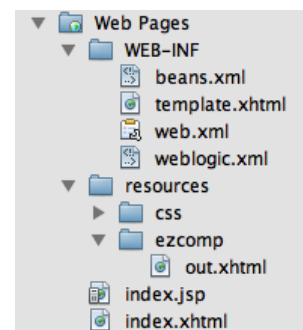 Web Pages
WEB-INF
beans.xml
template.xhtml
web.xml
weblogic.xml
resources
css
ezcomp
out.xhtml
index.jsp
index.xhtml